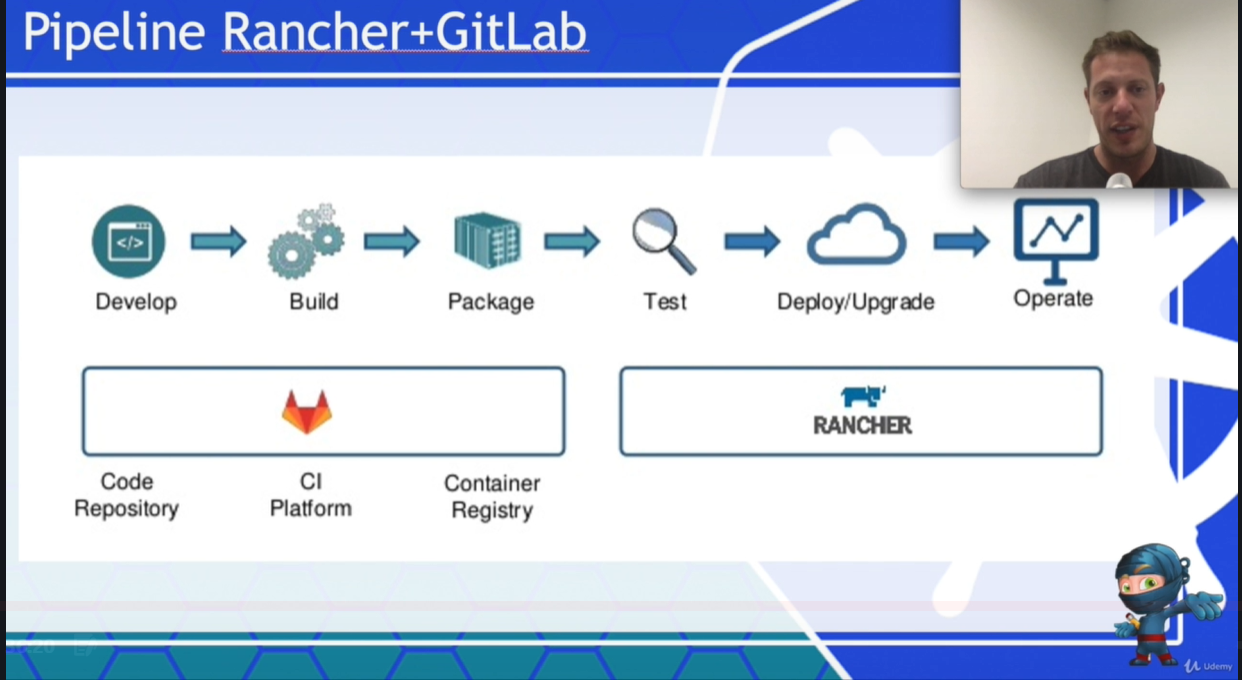 Pipeline Rancher+GitLab
Develop
Build
Package
Test
Deploy/Upgrade
Operate
RANCHER
Code
Repository
CI
Platform
Container
Registry
Udemy